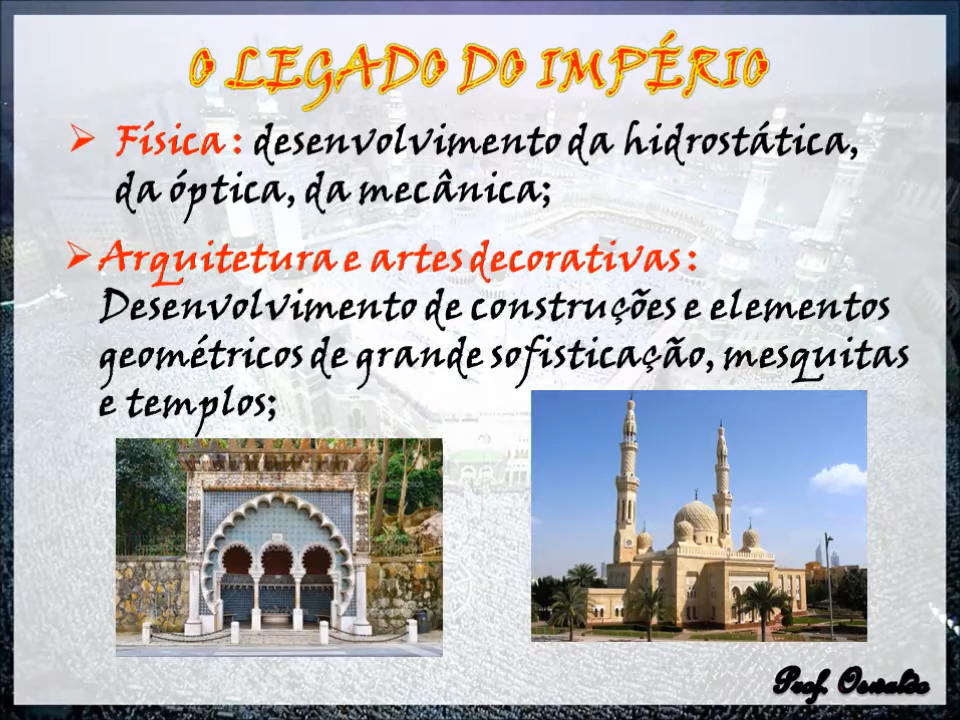 O LEGADO DO IMPÉRIO
Física : desenvolvimento da hidrostática,
da óptica, da mecânica;
Arquitetura e artes decorativas :
Desenvolvimento de construções e elementos
geométricos de grande sofisticação, mesquitas
e templos;
Prof. Oswaldo